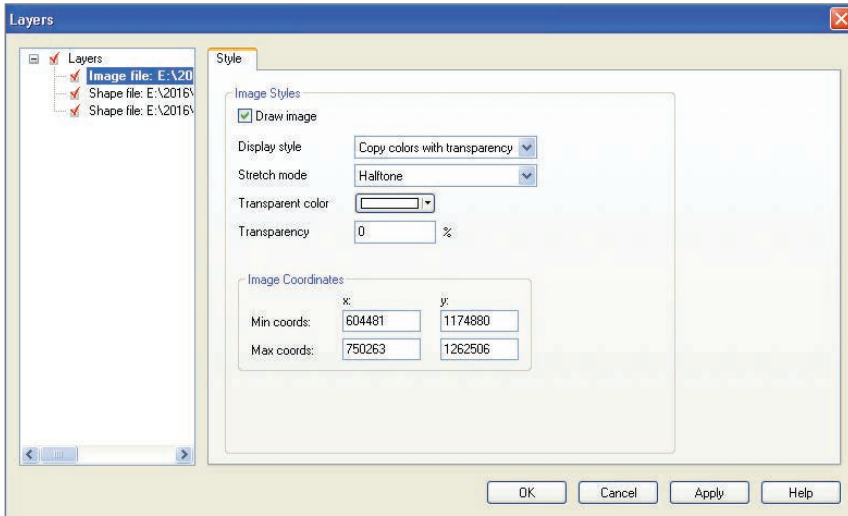 Layers
Layers
Image file: E:\20
Shape file: E:\2016\
Shape file: E:\2016\
Style
Image Styles
Draw image
Display style Copy colors with transparency
Stretch mode Halftone
Transparent color
Transparency 0 %
Image Coordinates
x: y:
Min coords: 604481 1174880
Max coords: 750263 1262506
OK Cancel Apply Help